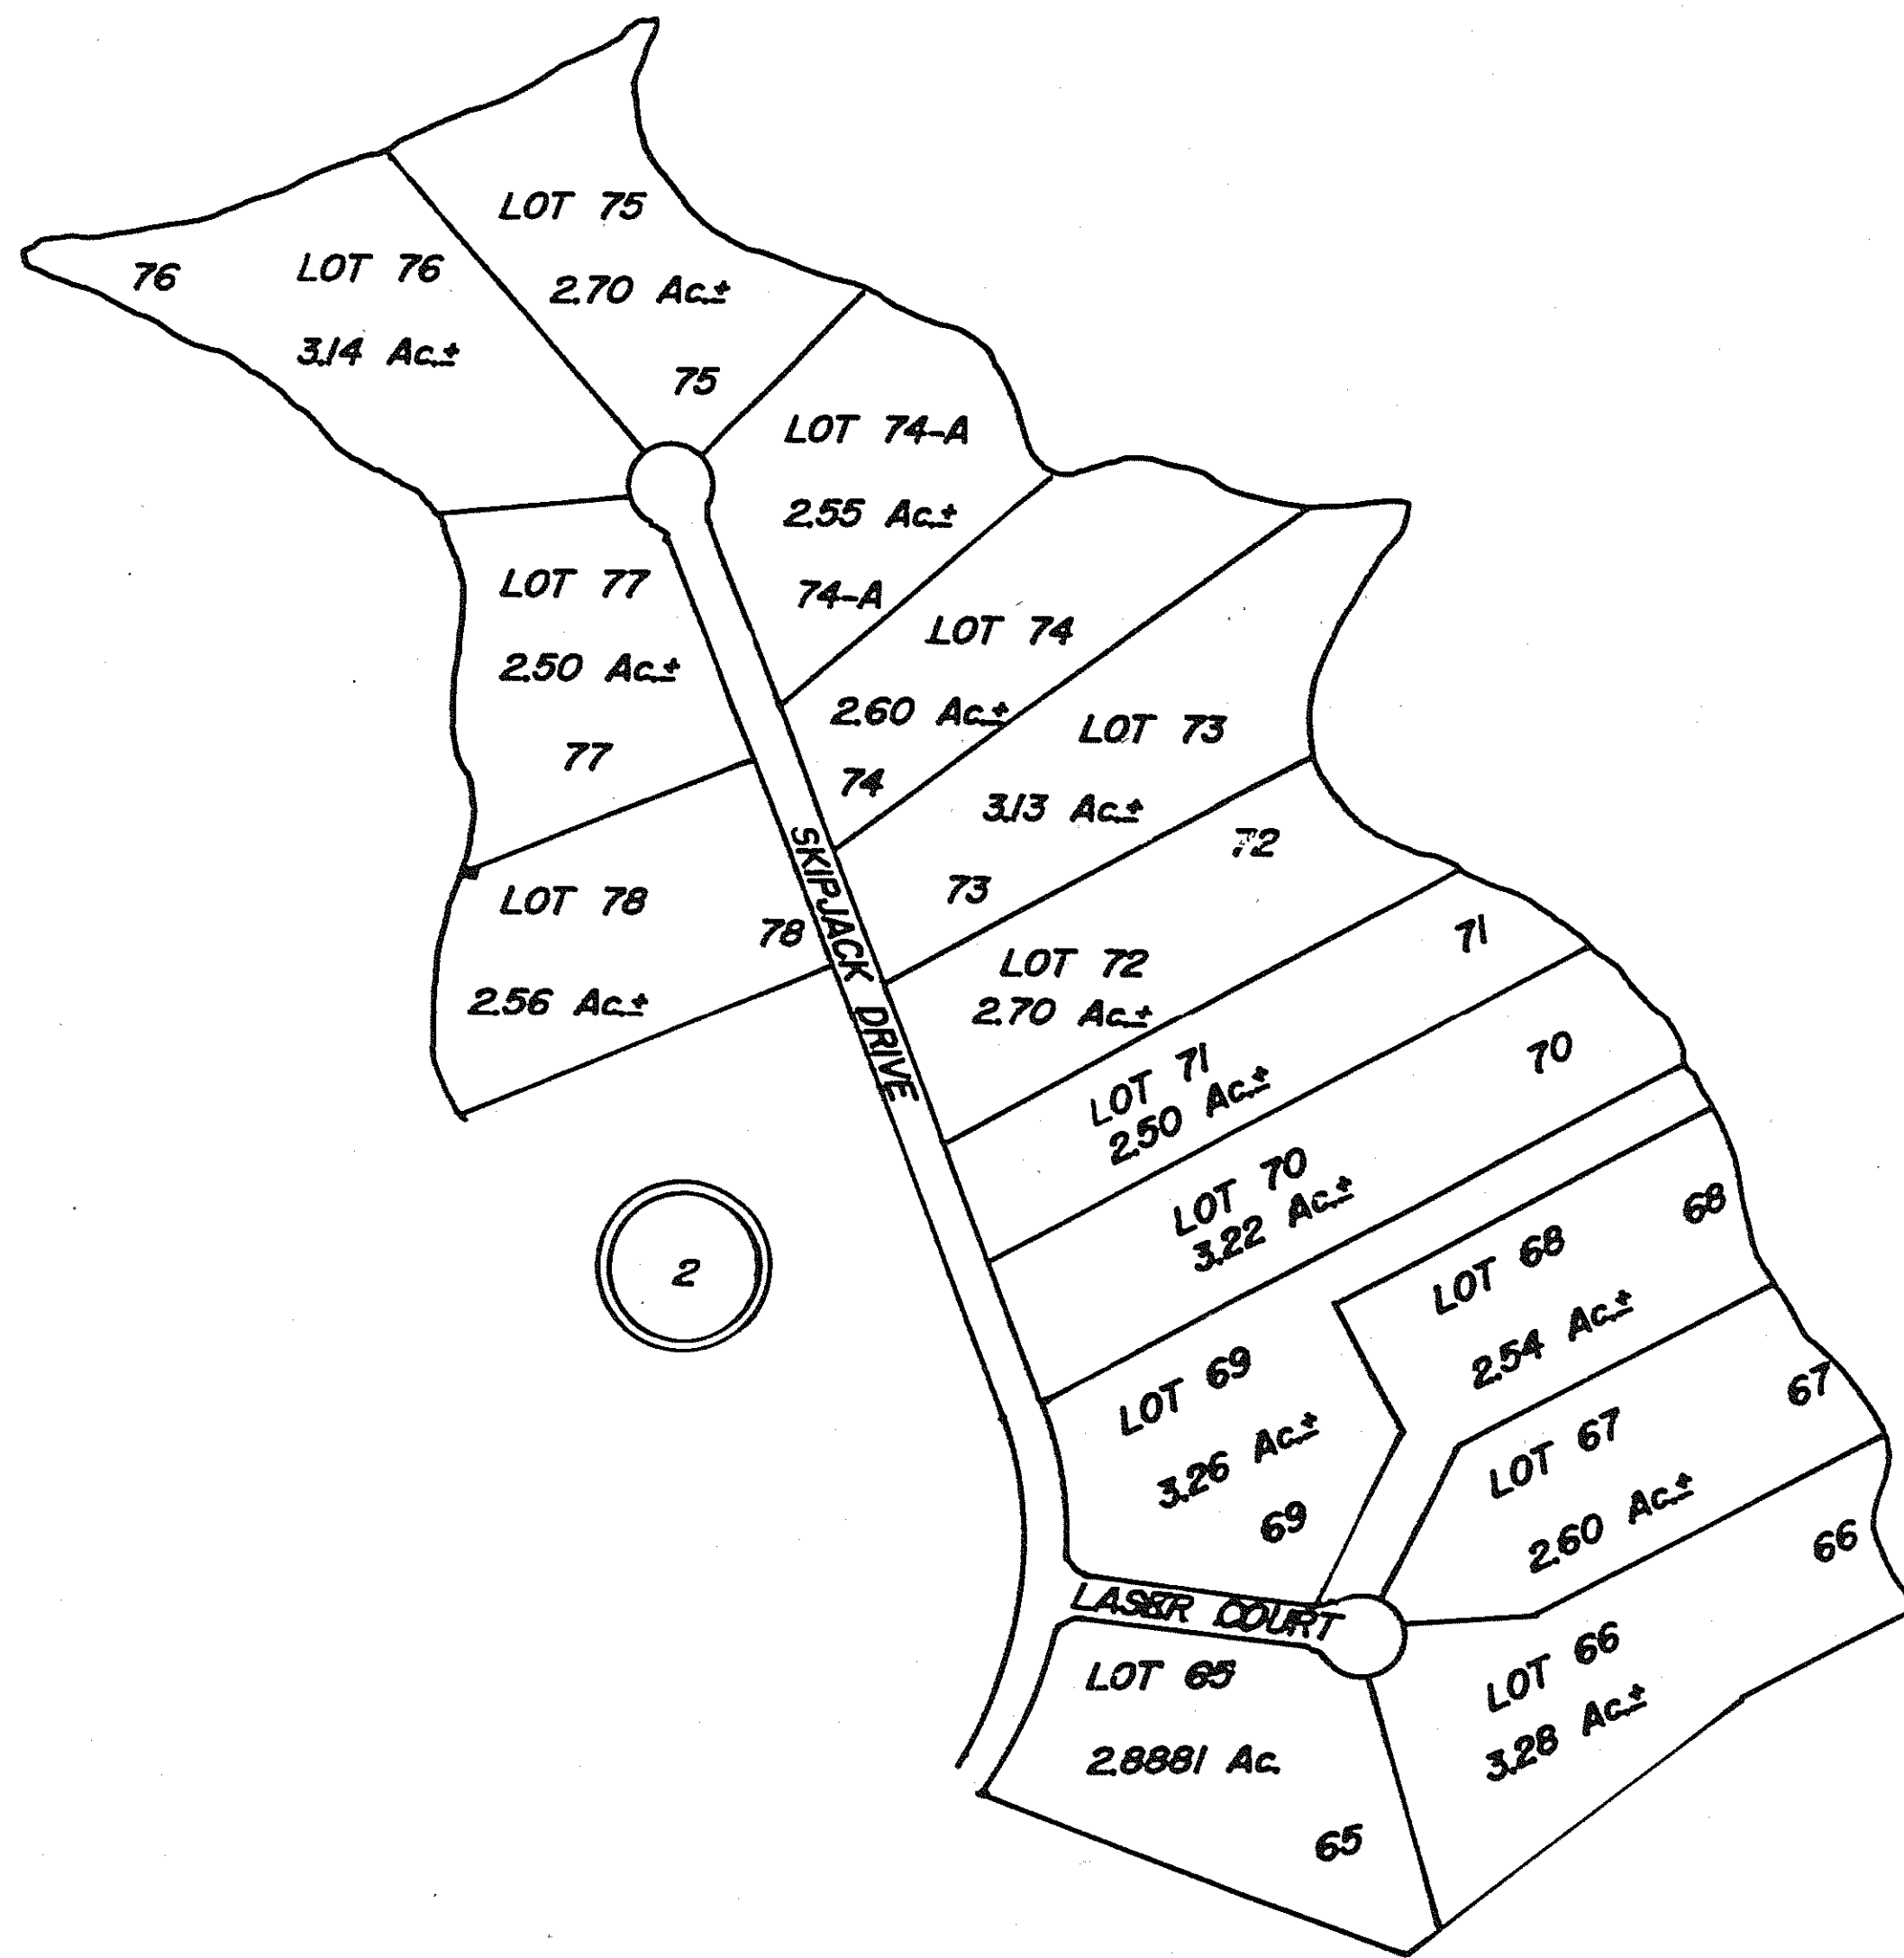 LOT 75
2.70 Ac.±
75
76
LOT 76
3.14 Ac.±
LOT 74-A
2.55 Ac.±
74-A
LOT 77
2.50 Ac.±
77
LOT 74
2.60 Ac.±
74
LOT 73
3.13 Ac.±
73
72
LOT 72
2.70 Ac.±
LOT 78
78
2.56 Ac.±
SKIPJACK DRIVE
71
LOT 71
2.50 Ac.±
70
LOT 70
3.22 Ac.±
2
68
LOT 68
2.54 Ac.±
LOT 69
3.26 Ac.±
69
67
LOT 67
2.60 Ac.±
66
LOT 66
3.28 Ac.±
LASER COURT
LOT 65
2.8881 Ac.
65